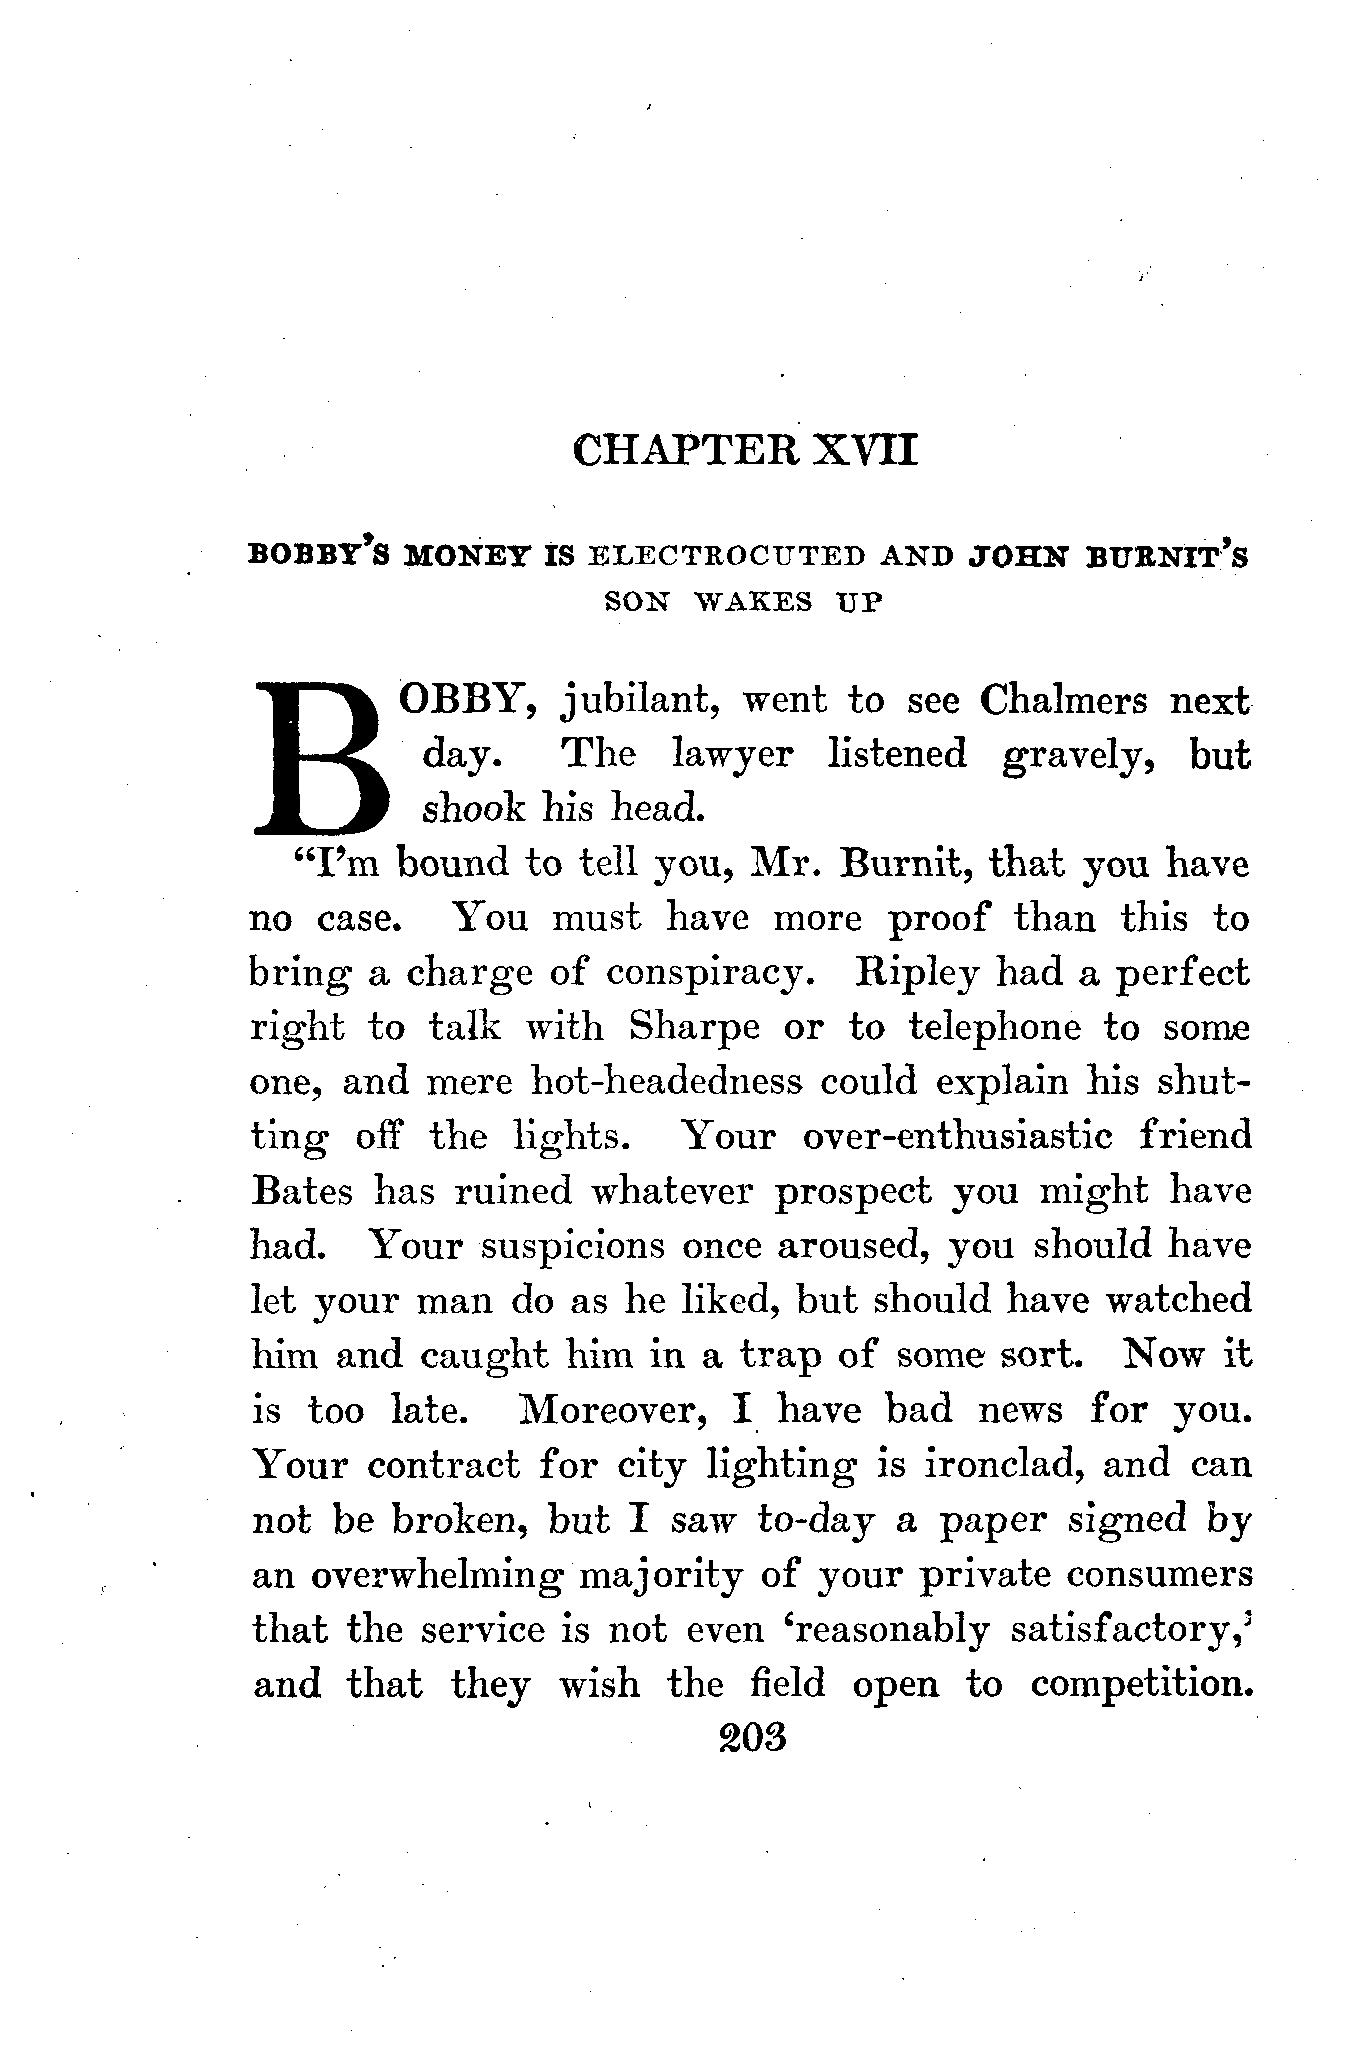 CHAPTER XVII
BOBBY'S MONEY IS ELECTROCUTED AND JOHN BURNIT'S
SON WAKES UP
BOBBY, jubilant, went to see Chalmers next
day. The lawyer listened gravely, but
shook his head.
“I'm bound to tell you, Mr. Burnit, that you have
no case. You must have more proof than this to
bring a charge of conspiracy. Ripley had a perfect
right to talk with Sharpe or to telephone to some
one, and mere hot-headedness could explain his shut-
ting off the lights. Your over-enthusiastic friend
Bates has ruined whatever prospect you might have
had. Your suspicions once aroused, you should have
let your man do as he liked, but should have watched
him and caught him in a trap of some sort. Now it
is too late. Moreover, I have bad news for you.
Your contract for city lighting is ironclad, and can
not be broken, but I saw to-day a paper signed by
an overwhelming majority of your private consumers
that the service is not even ‘reasonably satisfactory,’
and that they wish the field open to competition.
203